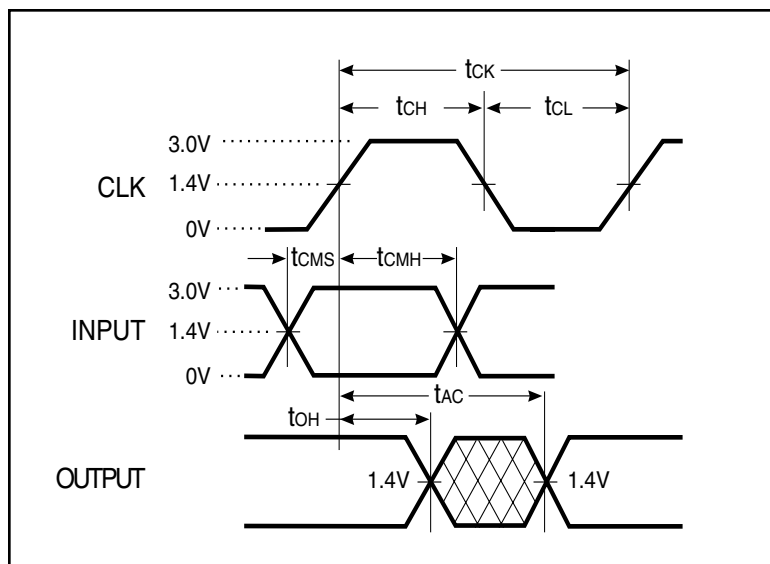 tCK
tCH tCL
3.0V
CLK 1.4V
0V
tCMS tCMH
3.0V
INPUT 1.4V
0V
tAC
tOH
OUTPUT 1.4V 1.4V